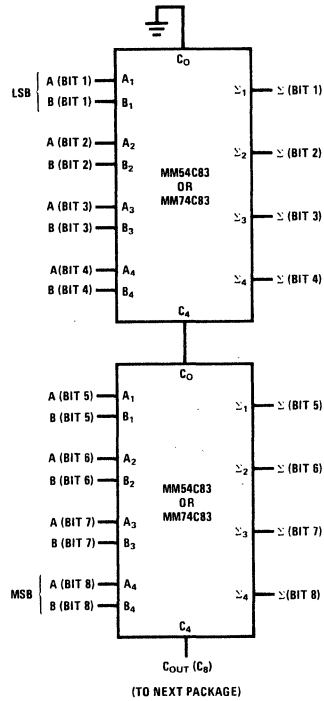 C0
LSB
A (BIT 1) A1 Σ1 Σ (BIT 1)
B (BIT 1) B1
A (BIT 2) A2 Σ2 Σ (BIT 2)
B (BIT 2) B2
MM54C83
OR
MM74C83
A (BIT 3) A3 Σ3 Σ (BIT 3)
B (BIT 3) B3
A(BIT 4) A4 Σ4 Σ (BIT 4)
B (BIT 4) B4
C4
C0
A (BIT 5) A1 Σ1 Σ (BIT 5)
B (BIT 5) B1
A (BIT 6) A2 Σ2 Σ (BIT 6)
B (BIT 6) B2
MM54C83
OR
MM74C83
A (BIT 7) A3 Σ3 Σ (BIT 7)
B (BIT 7) B3
MSB
A (BIT 8) A4 Σ4 Σ(BIT 8)
B (BIT 8) B4
C4
COUT (C8)
(TO NEXT PACKAGE)